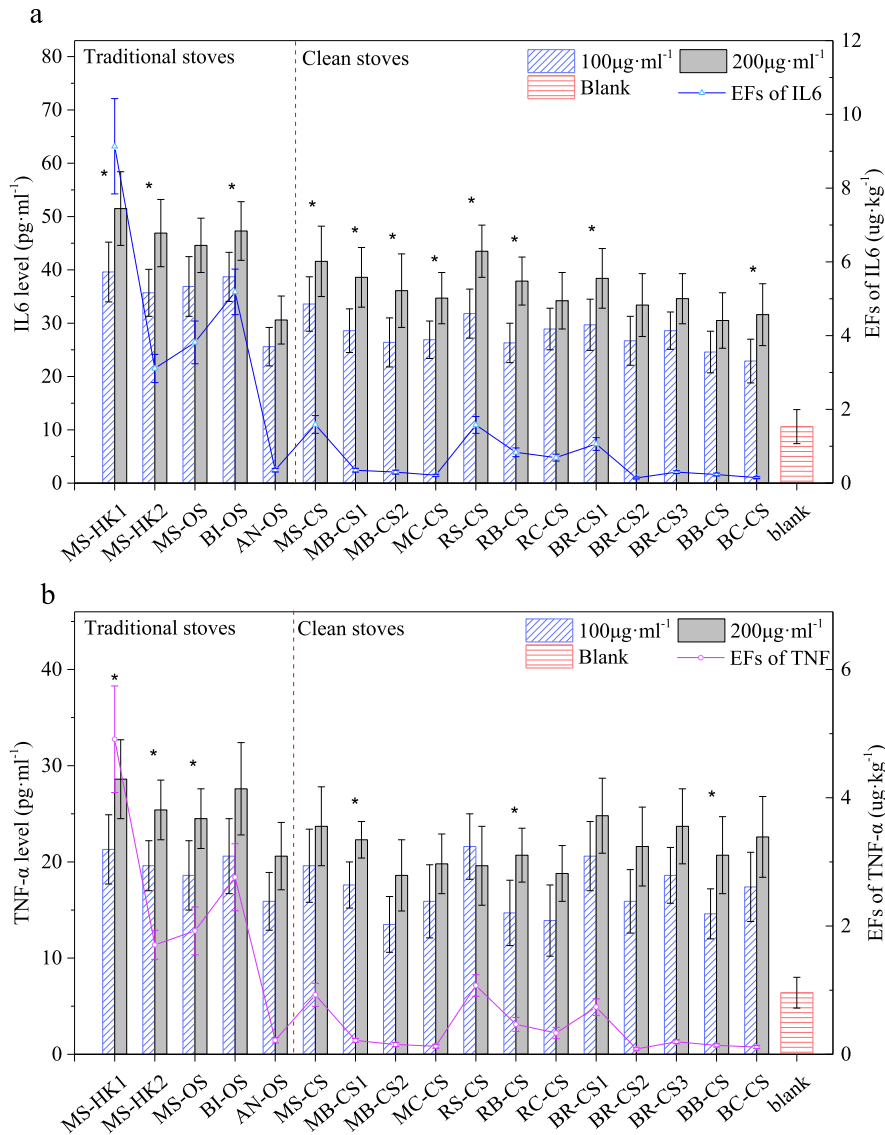 a
Traditional stoves
Clean stoves
100μg·ml⁻¹
200μg·ml⁻¹
Blank
EFs of IL6
IL6 level (pg·ml⁻¹)
80
70
60
50
40
30
20
10
0
EFs of IL6 (ug·kg⁻¹)
12
10
8
6
4
2
0
* * * * * * * * * * *
MS-HK1
MS-HK2
MS-OS
BI-OS
AN-OS
MS-CS
MB-CS1
MB-CS2
MC-CS
RS-CS
RB-CS
RC-CS
BR-CS1
BR-CS2
BR-CS3
BB-CS
BC-CS
blank
b
Traditional stoves
Clean stoves
100μg·ml⁻¹
200μg·ml⁻¹
Blank
EFs of TNF
TNF-α level (pg·ml⁻¹)
40
30
20
10
0
EFs of TNF-α (ug·kg⁻¹)
6
4
2
0
* * * * * *
MS-HK1
MS-HK2
MS-OS
BI-OS
AN-OS
MS-CS
MB-CS1
MB-CS2
MC-CS
RS-CS
RB-CS
RC-CS
BR-CS1
BR-CS2
BR-CS3
BB-CS
BC-CS
blank